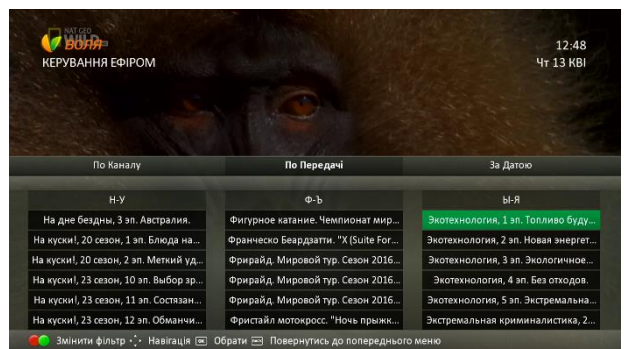 NAT GEO
WILD
ВОЛЯ
КЕРУВАННЯ ЕФІРОМ
12:48
Чт 13 КВІ
По Каналу
По Передачі
За Датою
Н-У
Ф-Ъ
Ы-Я
На дне бездны, 3 эп. Австралия.
Фигурное катание. Чемпионат мир...
Экотехнология, 1 эп. Топливо буду...
На куски!, 20 сезон, 1 эп. Блюда на...
Франческо Беардзатти. "X (Suite For...
Экотехнология, 2 эп. Новая энергет...
На куски!, 20 сезон, 2 эп. Меткий уд...
Фрирайд. Мировой тур. Сезон 2016...
Экотехнология, 3 эп. Экологичное...
На куски!, 23 сезон, 10 эп. Выбор зр...
Фрирайд. Мировой тур. Сезон 2016...
Экотехнология, 4 эп. Без отходов.
На куски!, 23 сезон, 11 эп. Состязан...
Фрирайд. Мировой тур. Сезон 2016...
Экотехнология, 5 эп. Экстремальна...
На куски!, 23 сезон, 12 эп. Обманчи...
Фристайл мотокросс. "Ночь прыжк...
Экстремальная криминалистика, 2...
Змінити фільтр Навігація OK Обрати Повернутись до попереднього меню